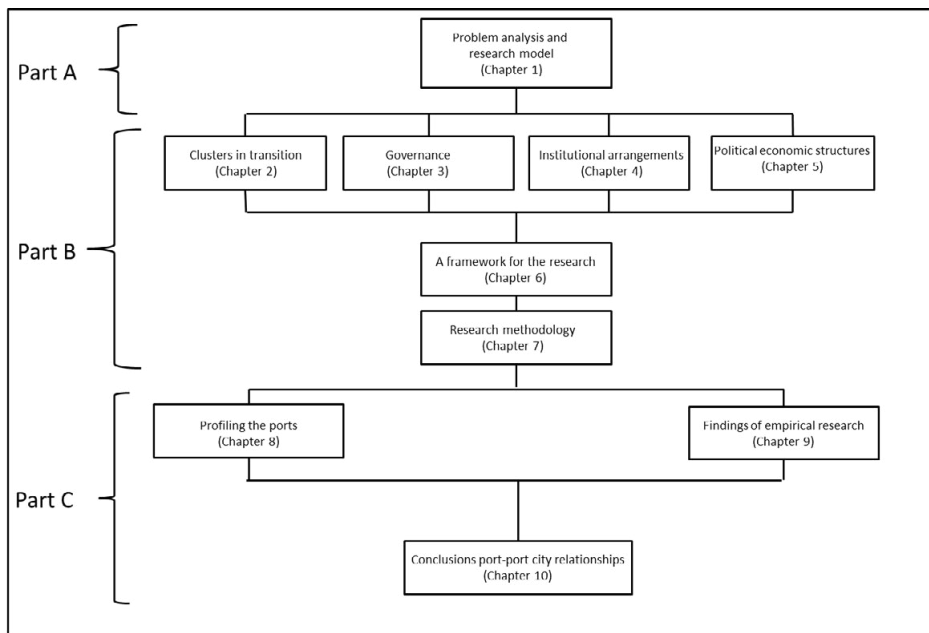 Part A
Problem analysis and
research model
(Chapter 1)
Part B
Clusters in transition
(Chapter 2)
Governance
(Chapter 3)
Institutional arrangements
(Chapter 4)
Political economic structures
(Chapter 5)
A framework for the research
(Chapter 6)
Research methodology
(Chapter 7)
Part C
Profiling the ports
(Chapter 8)
Findings of empirical research
(Chapter 9)
Conclusions port-port city relationships
(Chapter 10)